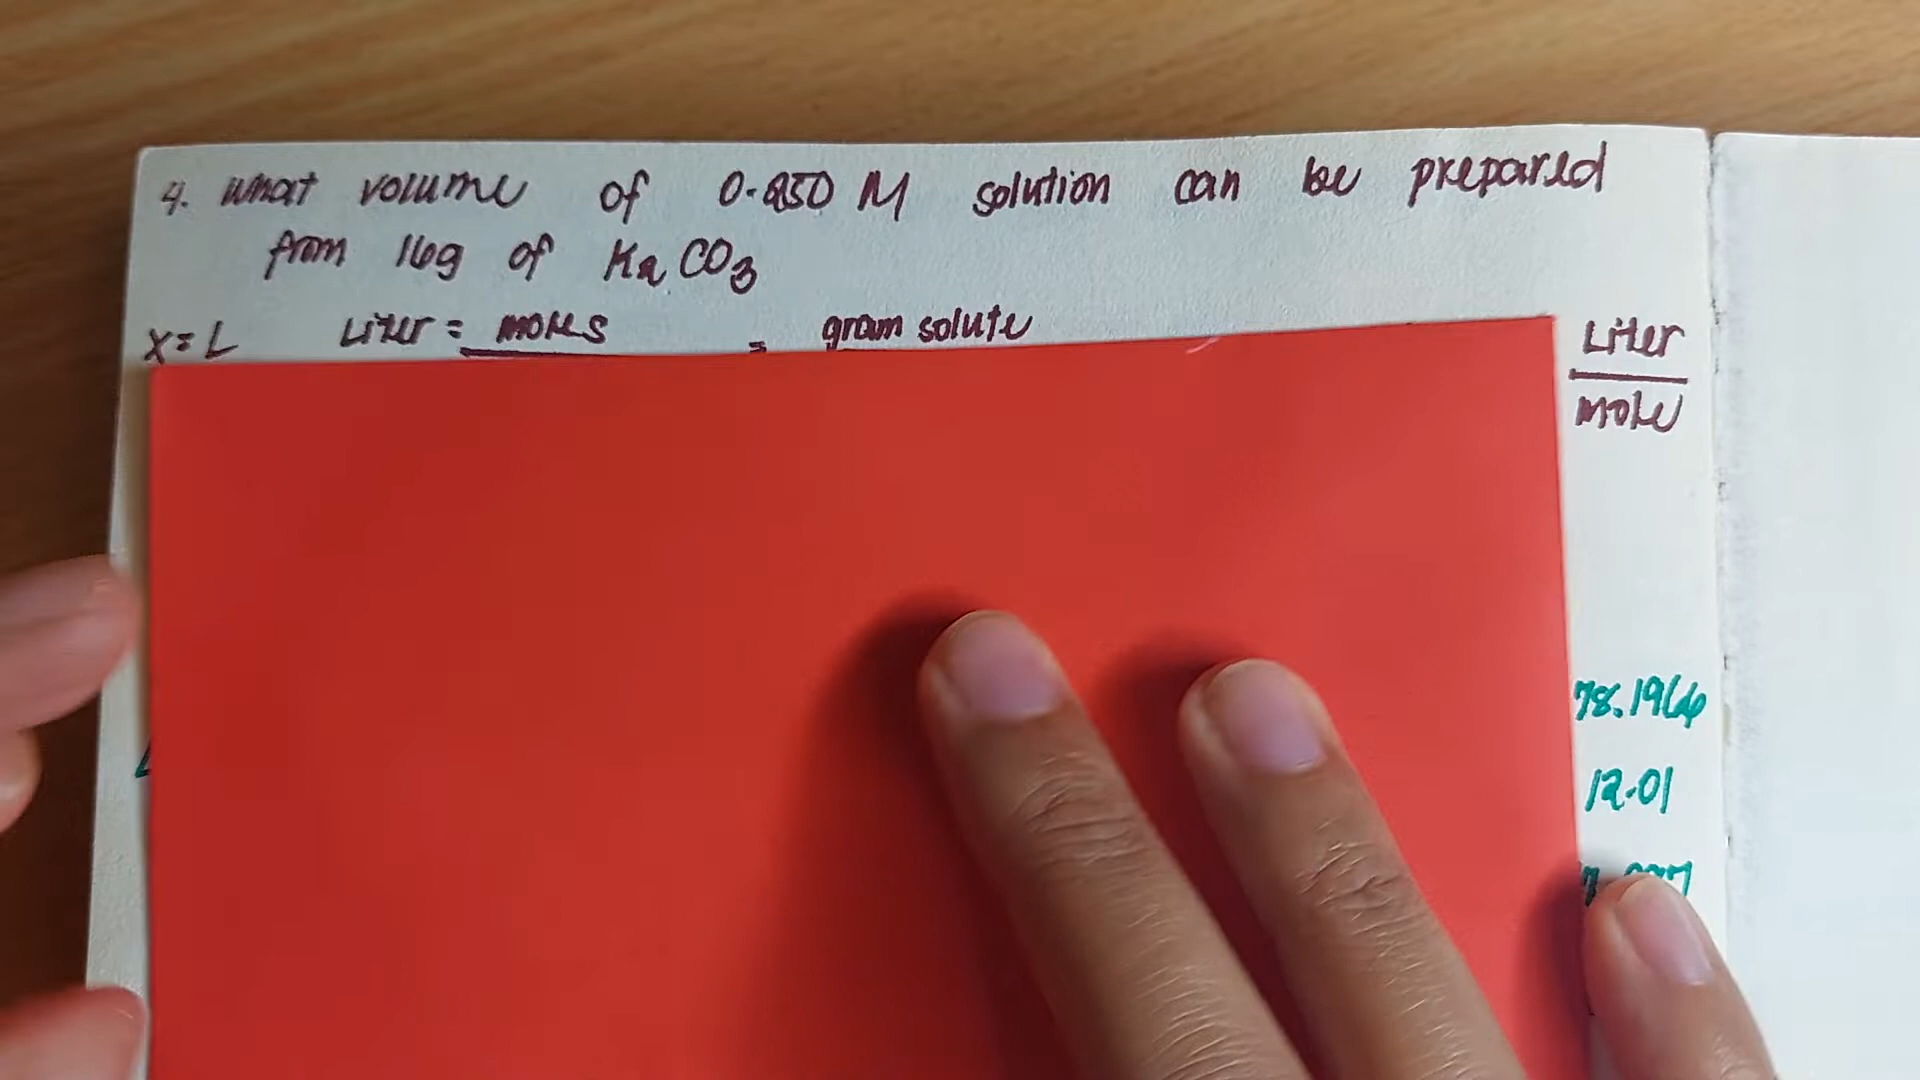 4. What volume of 0.250 M solution can be prepared
from 16g of K2CO3
X = L Liter = moles = gram solute
Liter
mole
78.1966
12.01